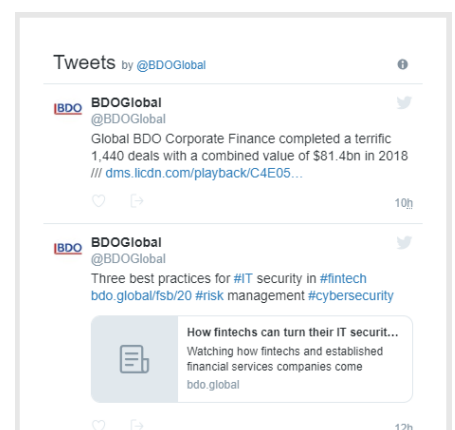 Tweets by @BDOGlobal
BDO BDOGlobal
@BDOGlobal
Global BDO Corporate Finance completed a terrific
1,440 deals with a combined value of $81.4bn in 2018
/// dms.licdn.com/playback/C4E05…
10h
BDO BDOGlobal
@BDOGlobal
Three best practices for #IT security in #fintech
bdo.global/fsb/20 #risk management #cybersecurity
How fintechs can turn their IT securit…
Watching how fintechs and established
financial services companies come
bdo.global
12h